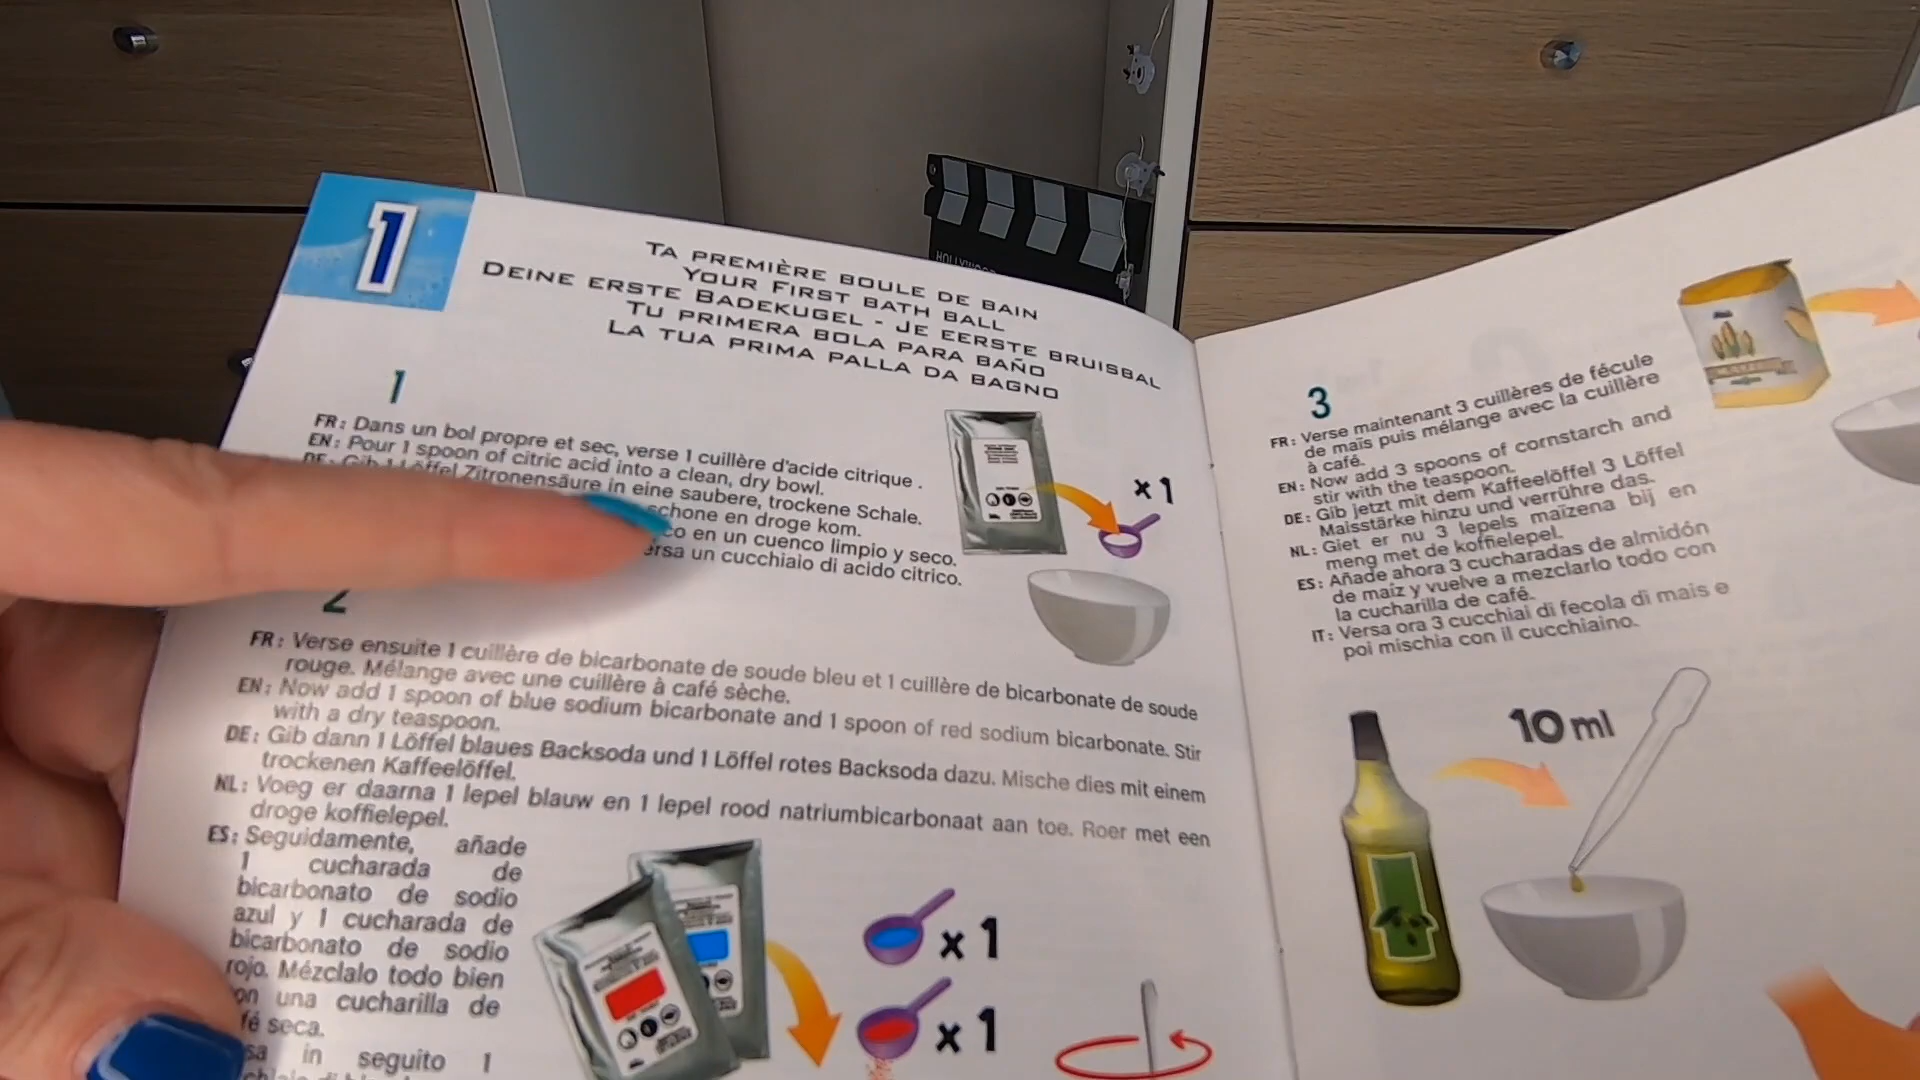 1
TA PREMIÈRE BOULE DE BAIN
YOUR FIRST BATH BALL
DEINE ERSTE BADEKUGEL - JE EERSTE BRUISBAL
TU PRIMERA BOLA PARA BAÑO
LA TUA PRIMA PALLA DA BAGNO
1
FR: Dans un bol propre et sec, verse 1 cuillère d'acide citrique.
EN: Pour 1 spoon of citric acid into a clean, dry bowl.
DE: Gib 1 Löffel Zitronensäure in eine saubere, trockene Schale.
schone en droge kom.
en un cuenco limpio y seco.
un cucchiaio di acido citrico.
x 1
2
FR: Verse ensuite 1 cuillère de bicarbonate de soude bleu et 1 cuillère de bicarbonate de soude
rouge. Mélange avec une cuillère à café sèche.
EN: Now add 1 spoon of blue sodium bicarbonate and 1 spoon of red sodium bicarbonate. Stir
with a dry teaspoon.
DE: Gib dann 1 Löffel blaues Backsoda und 1 Löffel rotes Backsoda dazu. Mische dies mit einem
trockenen Kaffeelöffel.
NL: Voeg er daarna 1 lepel blauw en 1 lepel rood natriumbicarbonaat aan toe. Roer met een
droge koffielepel.
ES: Seguidamente, añade
1 cucharada de
bicarbonato de sodio
azul y 1 cucharada de
bicarbonato de sodio
rojo. Mézclalo todo bien
una cucharilla de
seca.
in seguito 1
x 1
x 1
3
FR: Verse maintenant 3 cuillères de fécule
de maïs puis mélange avec la cuillère
à café.
EN: Now add 3 spoons of cornstarch and
stir with the teaspoon.
DE: Gib jetzt mit dem Kaffeelöffel 3 Löffel
Maisstärke hinzu und verrühre das.
NL: Giet er nu 3 lepels maïzena bij en
meng met de koffielepel.
ES: Añade ahora 3 cucharadas de almidón
de maíz y vuelve a mezclarlo todo con
la cucharilla de café.
IT: Versa ora 3 cucchiai di fecola di mais e
poi mischia con il cucchiaino.
10 ml